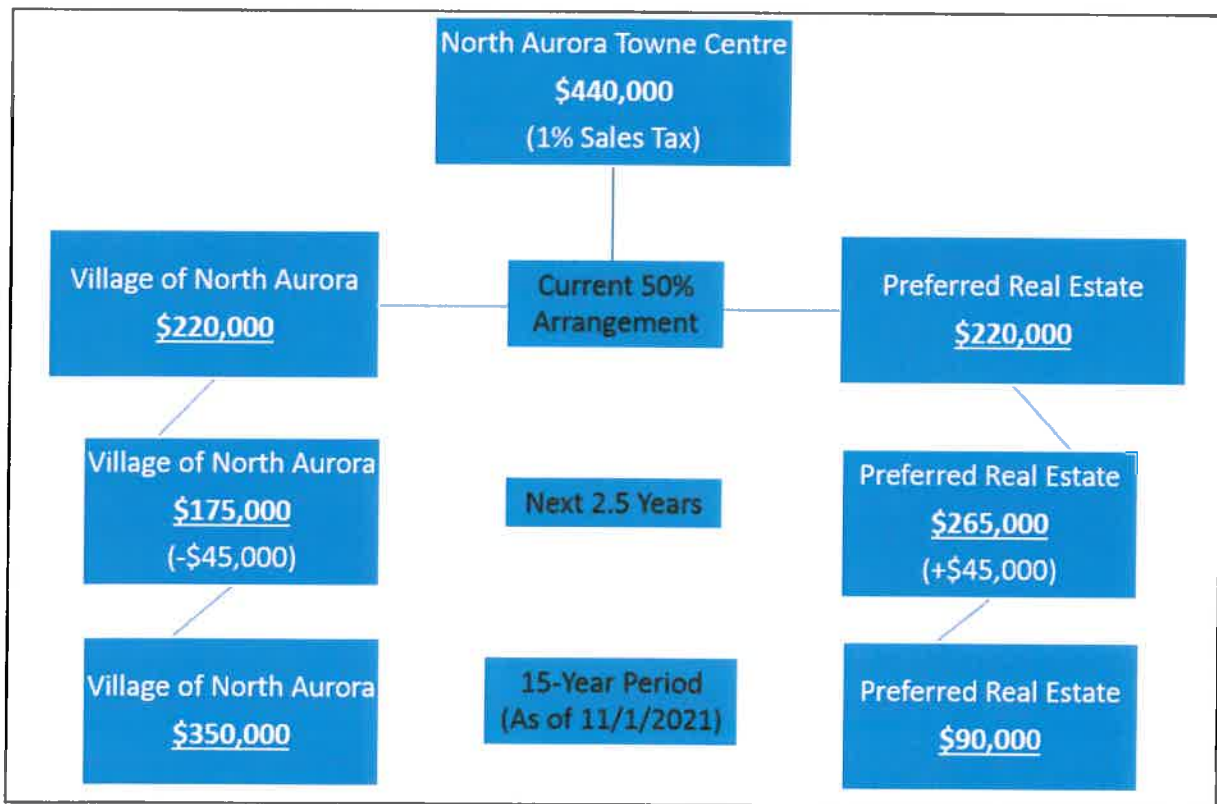 North Aurora Towne Centre
$440,000
(1% Sales Tax)
Village of North Aurora
$220,000
Current 50%
Arrangement
Preferred Real Estate
$220,000
Village of North Aurora
$175,000
(-$45,000)
Next 2.5 Years
Preferred Real Estate
$265,000
(+$45,000)
Village of North Aurora
$350,000
15-Year Period
(As of 11/1/2021)
Preferred Real Estate
$90,000